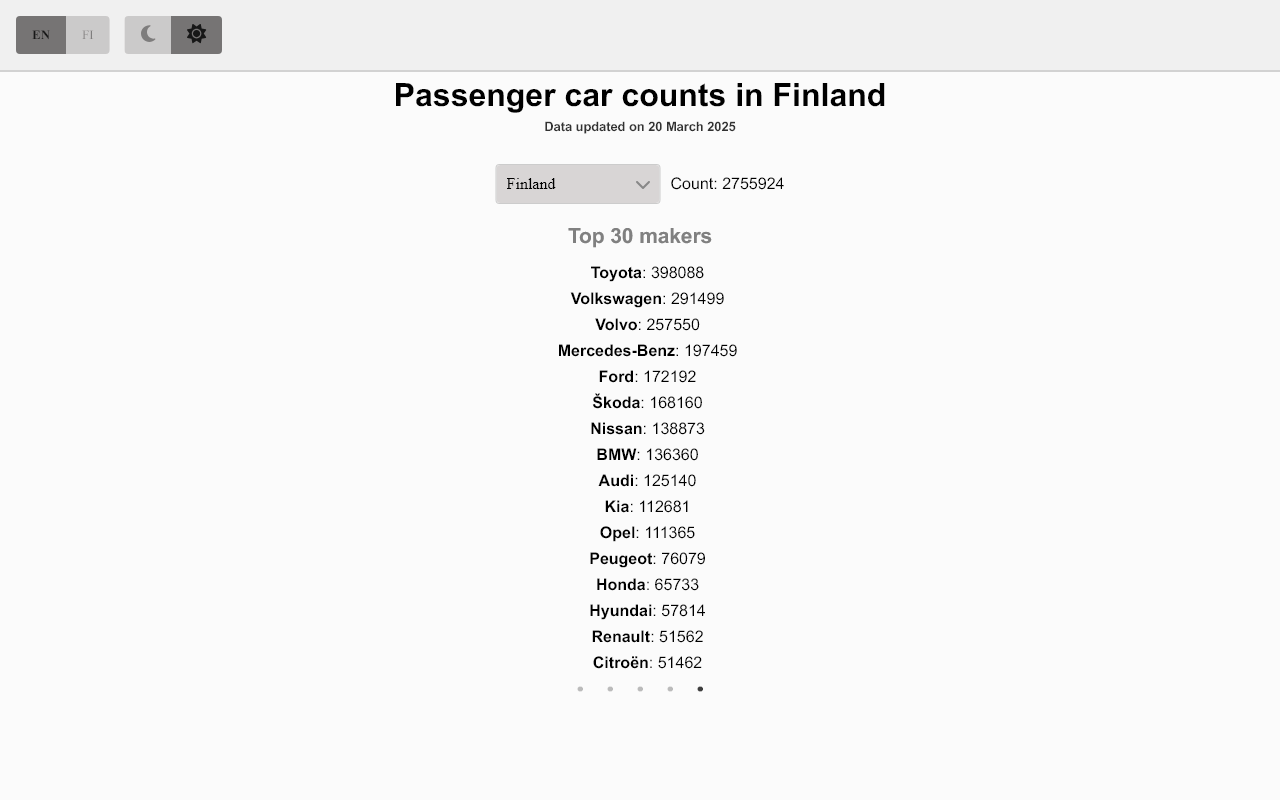 EN FI
Passenger car counts in Finland
Data updated on 20 March 2025
Finland Count: 2755924
Top 30 makers
Toyota: 398088
Volkswagen: 291499
Volvo: 257550
Mercedes-Benz: 197459
Ford: 172192
Škoda: 168160
Nissan: 138873
BMW: 136360
Audi: 125140
Kia: 112681
Opel: 111365
Peugeot: 76079
Honda: 65733
Hyundai: 57814
Renault: 51562
Citroën: 51462